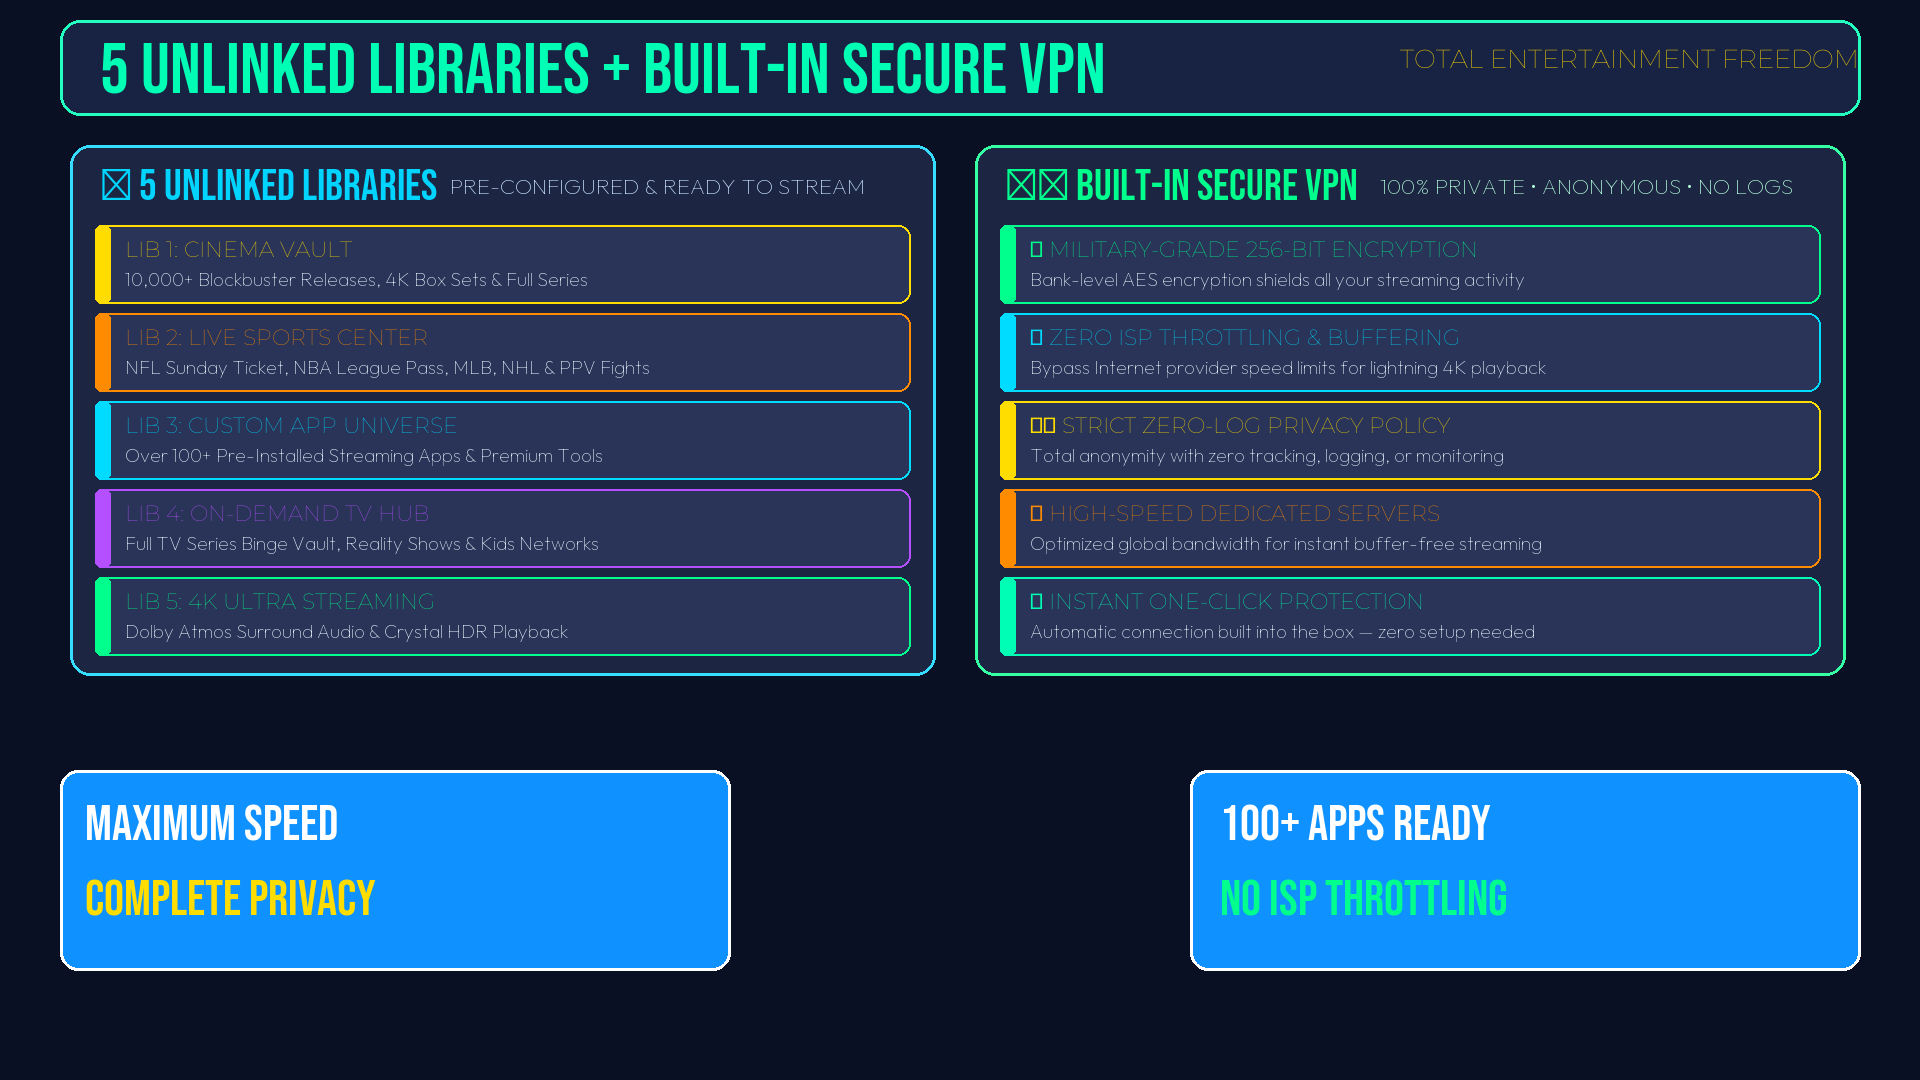 5 UNLINKED LIBRARIES + BUILT-IN SECURE VPN
TOTAL ENTERTAINMENT FREEDOM
5 UNLINKED LIBRARIES PRE-CONFIGURED & READY TO STREAM
LIB 1: CINEMA VAULT
10,000+ Blockbuster Releases, 4K Box Sets & Full Series
LIB 2: LIVE SPORTS CENTER
NFL Sunday Ticket, NBA League Pass, MLB, NHL & PPV Fights
LIB 3: CUSTOM APP UNIVERSE
Over 100+ Pre-Installed Streaming Apps & Premium Tools
LIB 4: ON-DEMAND TV HUB
Full TV Series Binge Vault, Reality Shows & Kids Networks
LIB 5: 4K ULTRA STREAMING
Dolby Atmos Surround Audio & Crystal HDR Playback
BUILT-IN SECURE VPN 100% PRIVATE • ANONYMOUS • NO LOGS
MILITARY-GRADE 256-BIT ENCRYPTION
Bank-level AES encryption shields all your streaming activity
ZERO ISP THROTTLING & BUFFERING
Bypass Internet provider speed limits for lightning 4K playback
STRICT ZERO-LOG PRIVACY POLICY
Total anonymity with zero tracking, logging, or monitoring
HIGH-SPEED DEDICATED SERVERS
Optimized global bandwidth for instant buffer-free streaming
INSTANT ONE-CLICK PROTECTION
Automatic connection built into the box — zero setup needed
MAXIMUM SPEED
COMPLETE PRIVACY
100+ APPS READY
NO ISP THROTTLING